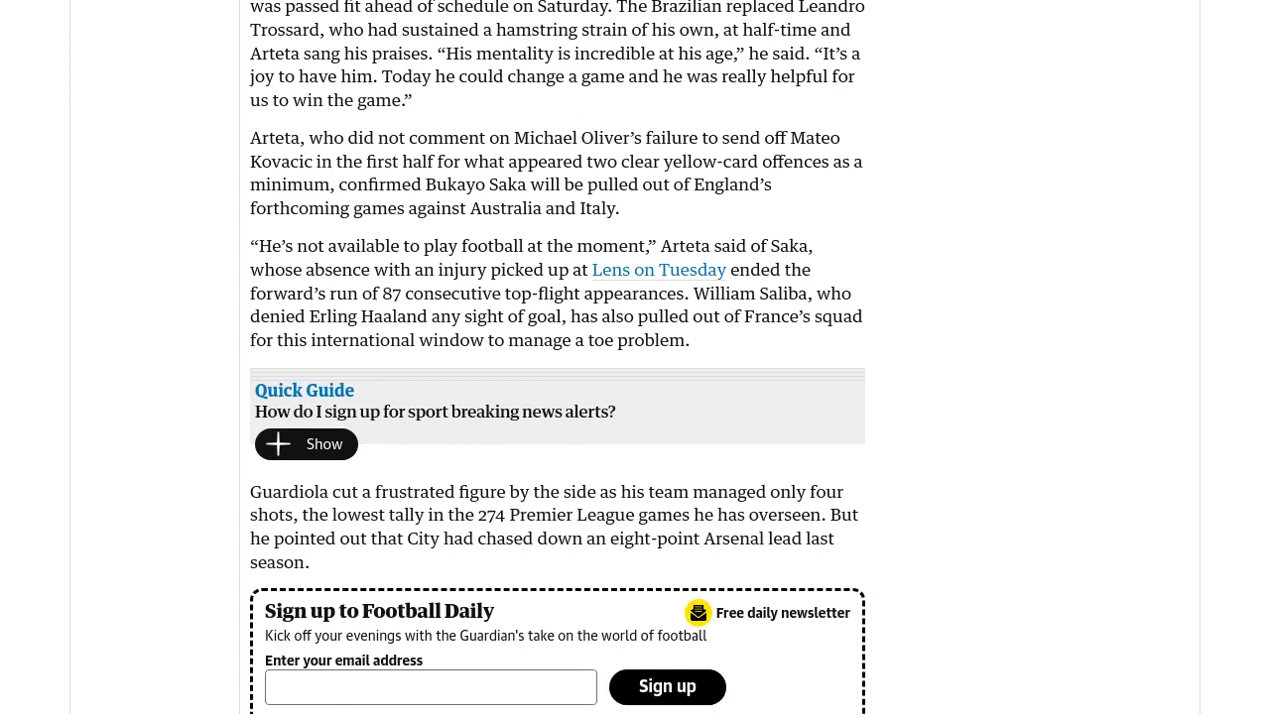 was passed fit ahead of schedule on Saturday. The Brazilian replaced Leandro
Trossard, who had sustained a hamstring strain of his own, at half-time and
Arteta sang his praises. “His mentality is incredible at his age,” he said. “It’s a
joy to have him. Today he could change a game and he was really helpful for
us to win the game.”
Arteta, who did not comment on Michael Oliver’s failure to send off Mateo
Kovacic in the first half for what appeared two clear yellow-card offences as a
minimum, confirmed Bukayo Saka will be pulled out of England’s
forthcoming games against Australia and Italy.
“He’s not available to play football at the moment,” Arteta said of Saka,
whose absence with an injury picked up at Lens on Tuesday ended the
forward’s run of 87 consecutive top-flight appearances. William Saliba, who
denied Erling Haaland any sight of goal, has also pulled out of France’s squad
for this international window to manage a toe problem.
Quick Guide
How do I sign up for sport breaking news alerts?
Show
Guardiola cut a frustrated figure by the side as his team managed only four
shots, the lowest tally in the 274 Premier League games he has overseen. But
he pointed out that City had chased down an eight-point Arsenal lead last
season.
Sign up to Football Daily
Free daily newsletter
Kick off your evenings with the Guardian's take on the world of football
Enter your email address
Sign up